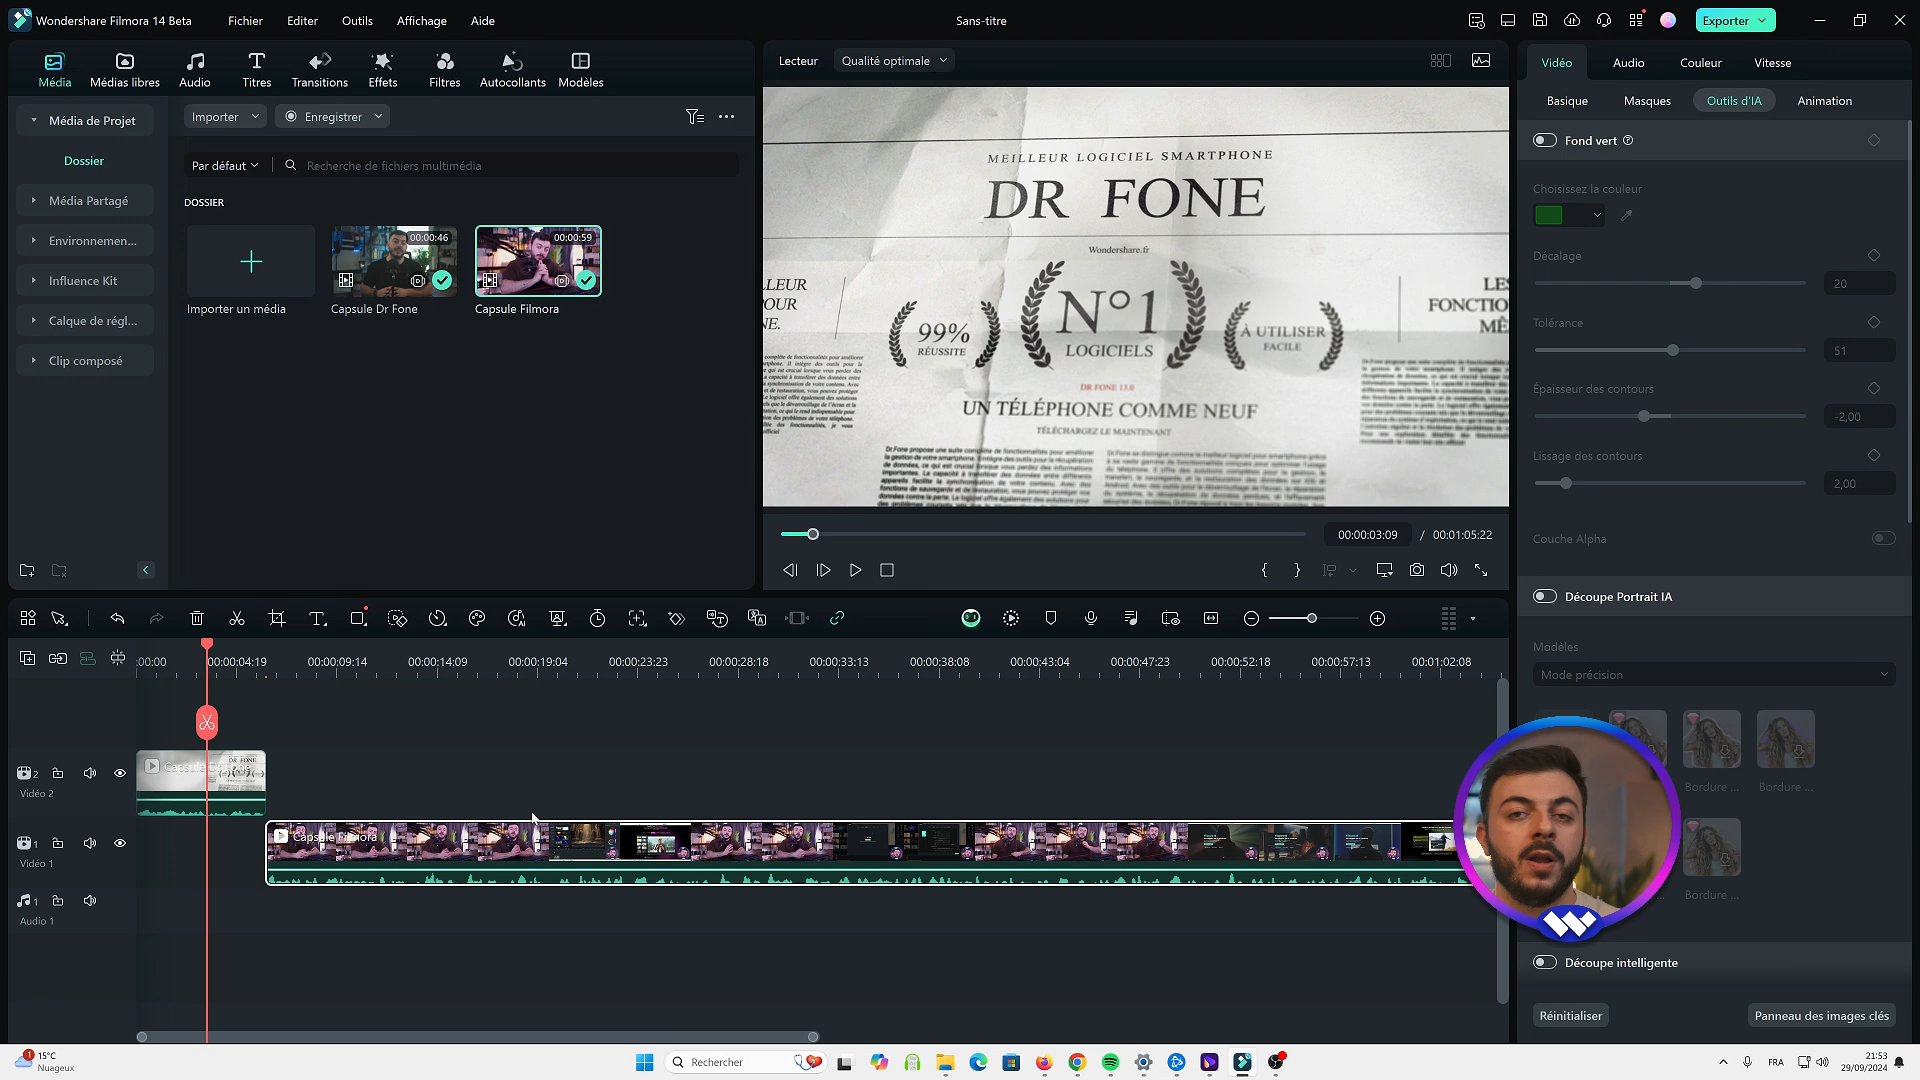 Wondershare Filmora 14 Beta
Fichier
Editer
Outils
Affichage
Aide
Sans-titre
Exporter
Média
Médias libres
Audio
Titres
Transitions
Effets
Filtres
Autocollants
Modèles
Lecteur
Qualité optimale
Vidéo
Audio
Couleur
Vitesse
Média de Projet
Dossier
Média Partagé
Environnemen...
Influence Kit
Calque de régl...
Clip composé
Importer
Enregistrer
Par défaut
Recherche de fichiers multimédia
DOSSIER
00:00:46
00:00:59
Importer un média
Capsule Dr Fone
Capsule Filmora
MEILLEUR LOGICIEL SMARTPHONE
DR FONE
Wondershare.fr
99%
RÉUSSITE
N°1
LOGICIELS
À UTILISER
FACILE
DR FONE 13.0
UN TÉLÉPHONE COMME NEUF
TÉLÉCHARGEZ LE MAINTENANT
00:00:03:09 / 00:01:05:22
Basique
Masques
Outils d'IA
Animation
Fond vert
Choisissez la couleur
Décalage
20
Tolérance
51
Épaisseur des contours
-2,00
Lissage des contours
2,00
Couche Alpha
Découpe Portrait IA
Modèles
Mode précision
Bordure ...
Bordure ...
Bordure ...
Découpe intelligente
Réinitialiser
Panneau des images clés
:00:00
00:00:04:19
00:00:09:14
00:00:14:09
00:00:19:04
00:00:23:23
00:00:28:18
00:00:33:13
00:00:38:08
00:00:43:04
00:00:47:23
00:00:52:18
00:00:57:13
00:01:02:08
2
Vidéo 2
Capsule Dr Fone
1
Vidéo 1
Capsule Filmora
1
Audio 1
1
15°C
Nuageux
Rechercher
FRA
21:53
29/09/2024